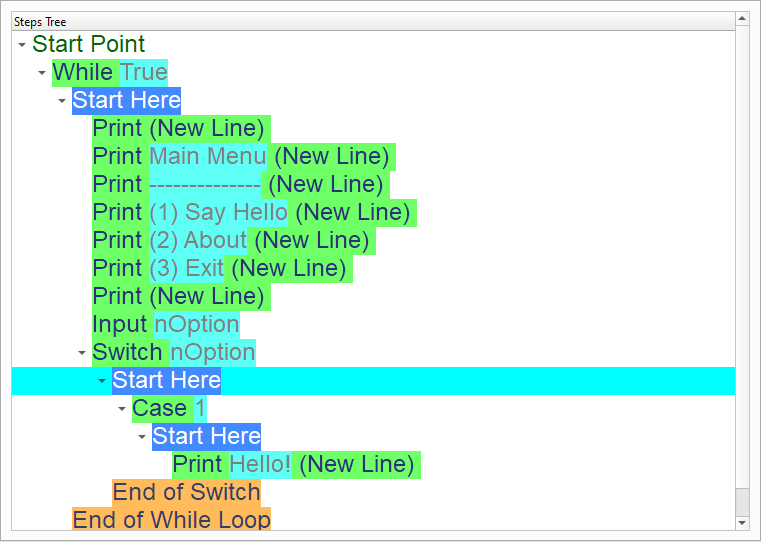 Steps Tree
Start Point
While True
Start Here
Print (New Line)
Print Main Menu (New Line)
Print -------------- (New Line)
Print (1) Say Hello (New Line)
Print (2) About (New Line)
Print (3) Exit (New Line)
Print (New Line)
Input nOption
Switch nOption
Start Here
Case 1
Start Here
Print Hello! (New Line)
End of Switch
End of While Loop